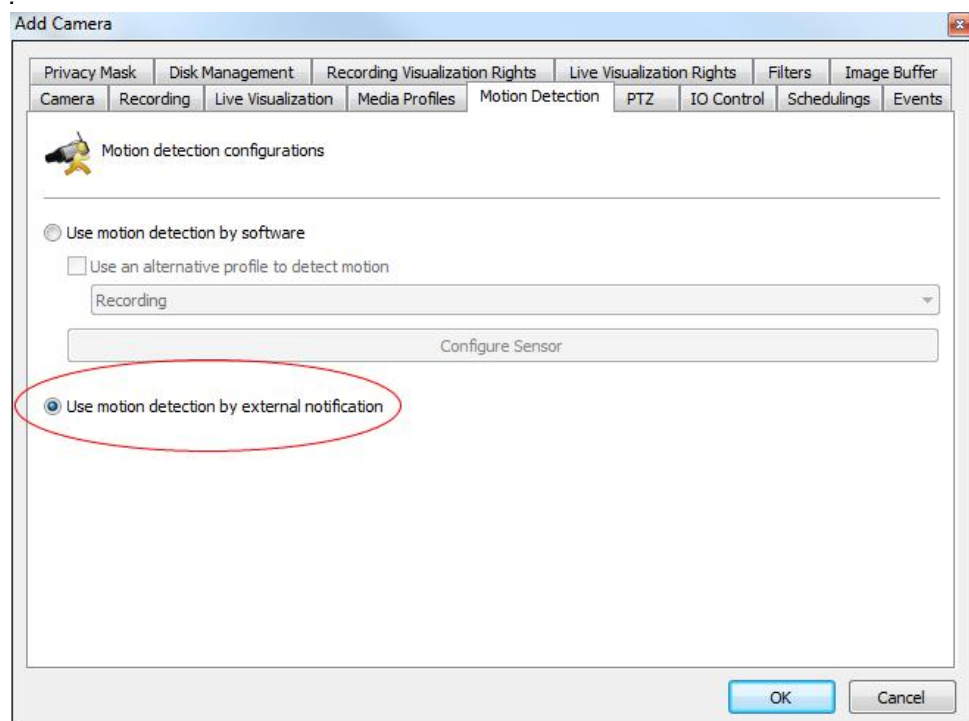 Add Camera
Privacy Mask Disk Management Recording Visualization Rights Live Visualization Rights Filters Image Buffer
Camera Recording Live Visualization Media Profiles Motion Detection PTZ IO Control Schedulings Events
Motion detection configurations
Use motion detection by software
Use an alternative profile to detect motion
Recording
Configure Sensor
Use motion detection by external notification
OK Cancel